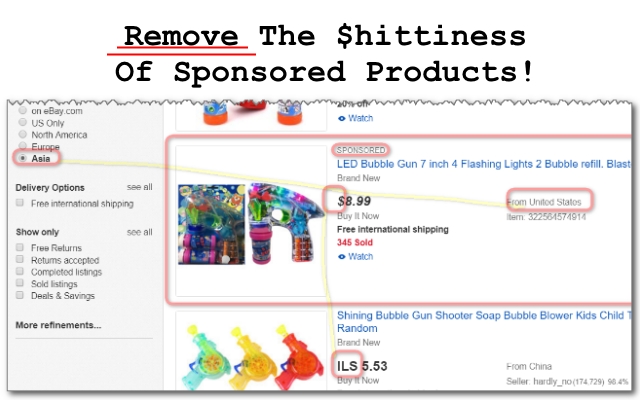 Remove The $hittiness
Of Sponsored Products!
on eBay.com
US Only
North America
Europe
Asia
Delivery Options see all
Free international shipping
Show only see all
Free Returns
Returns accepted
Completed listings
Sold listings
Deals & Savings
More refinements...
Watch
SPONSORED
LED Bubble Gun 7 inch 4 Flashing Lights 2 Bubble refill. Blast
Brand New
$8.99
From United States
Buy It Now
Item: 322564574914
Free international shipping
345 Sold
Watch
Shining Bubble Gun Shooter Soap Bubble Blower Kids Child T
Random
Brand New
ILS 5.53
From China
Buy It Now
Seller: hardly_no(174,729) 98.4%